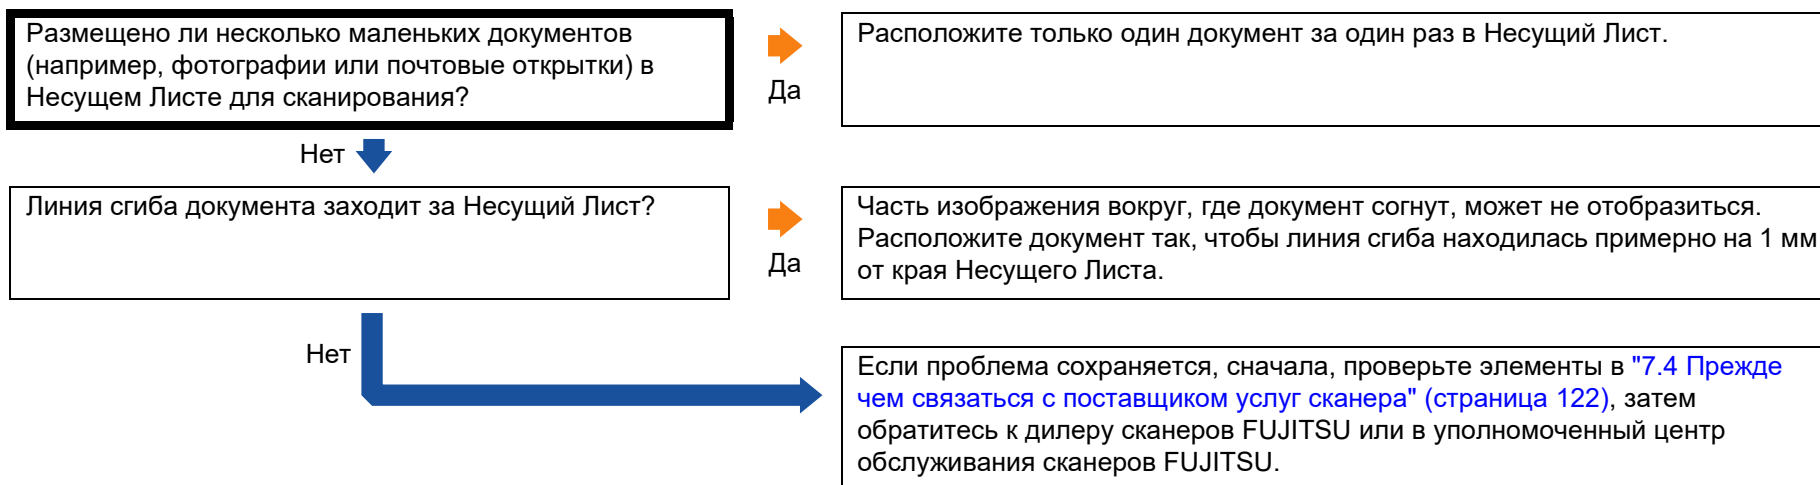 Размещено ли несколько маленьких документов
(например, фотографии или почтовые открытки) в
Несущем Листе для сканирования?
Да
Расположите только один документ за один раз в Несущий Лист.
Нет
Линия сгиба документа заходит за Несущий Лист?
Да
Часть изображения вокруг, где документ согнут, может не отобразиться.
Расположите документ так, чтобы линия сгиба находилась примерно на 1 мм
от края Несущего Листа.
Нет
Если проблема сохраняется, сначала, проверьте элементы в "7.4 Прежде
чем связаться с поставщиком услуг сканера" (страница 122), затем
обратитесь к дилеру сканеров FUJITSU или в уполномоченный центр
обслуживания сканеров FUJITSU.